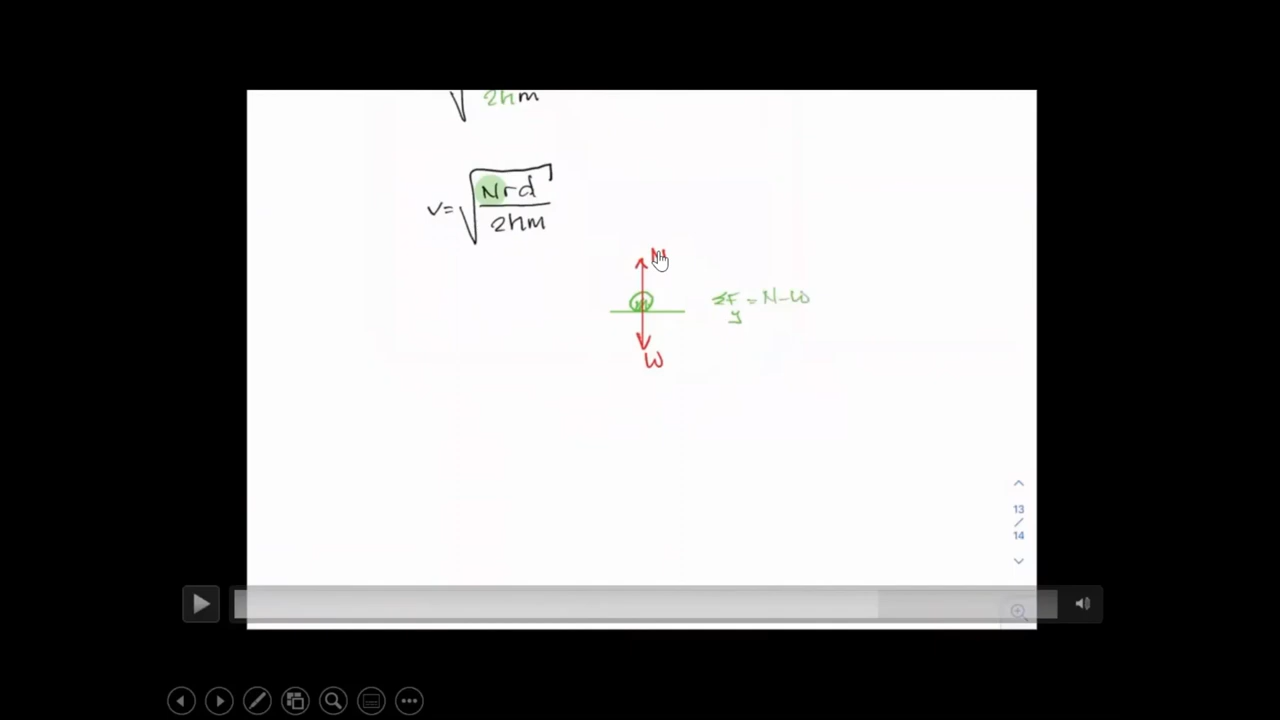 2hm
v = √(Nrd / 2hm)
N
m
ΣFy = N-W
W
13
/
14